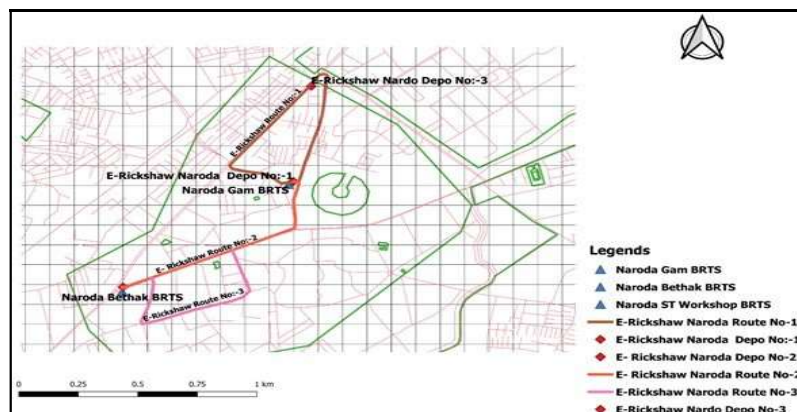 E-Rickshaw Nardo Depo No:-3
E-Rickshaw Route No:-1
E-Rickshaw Naroda Depo No:-1
Naroda Gam BRTS
E- Rickshaw Route No:-2
Naroda Bethak BRTS
E-Rickshaw Route No:-3
Legends
Naroda Gam BRTS
Naroda Bethak BRTS
Naroda ST Workshop BRTS
E-Rickshaw Naroda Route No-1
E-Rickshaw Naroda Depo No:-1
E- Rickshaw Naroda Depo No-2
E- Rickshaw Naroda Route No-2
E-Rickshaw Naroda Route No-3
E-Rickshaw Nardo Depo No-3
0 0.25 0.5 0.75 1 km